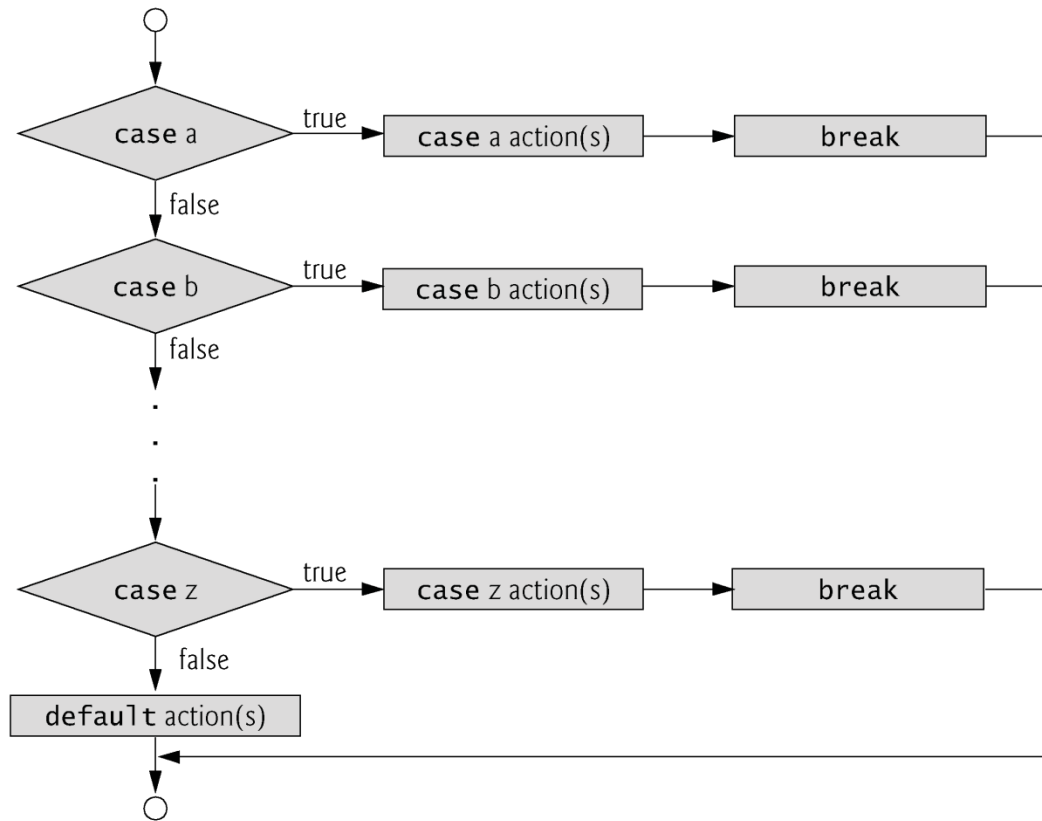 case a
true
case a action(s)
break
false
case b
true
case b action(s)
break
false
case z
true
case z action(s)
break
false
default action(s)